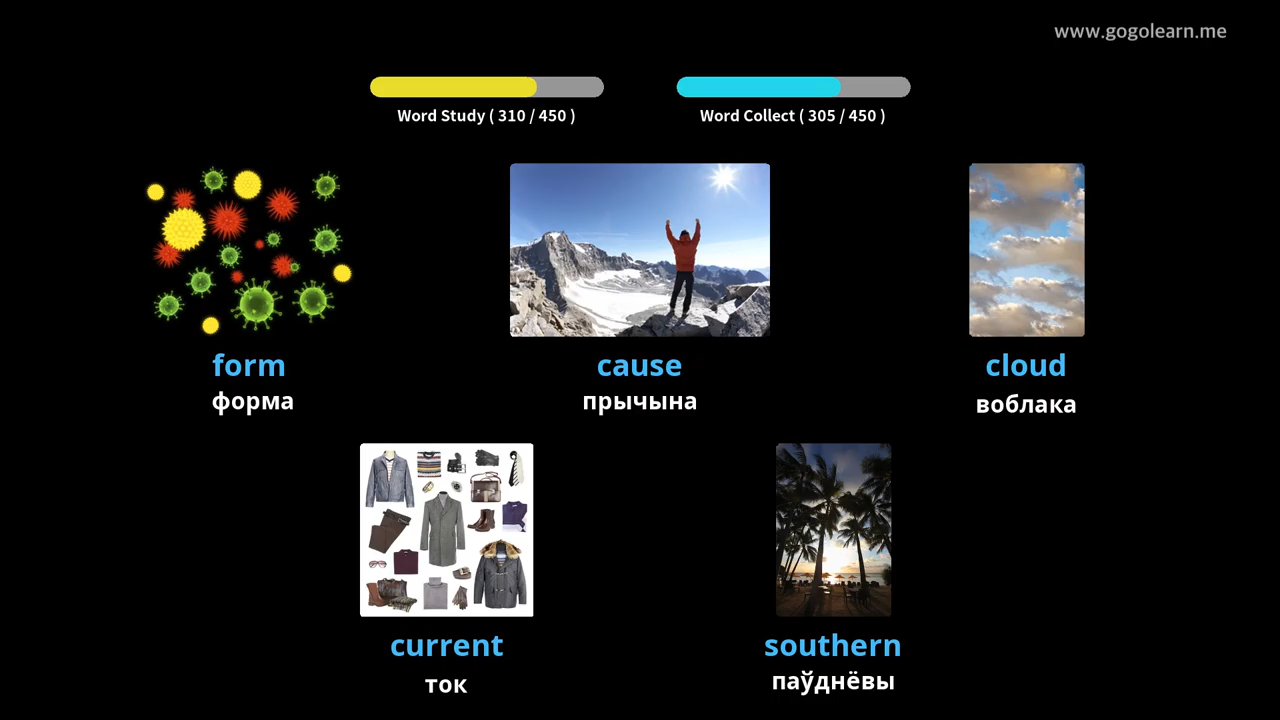 www.gogolearn.me
Word Study ( 310 / 450 )
Word Collect ( 305 / 450 )
form
форма
cause
прычына
cloud
воблака
current
ток
southern
паўднёвы